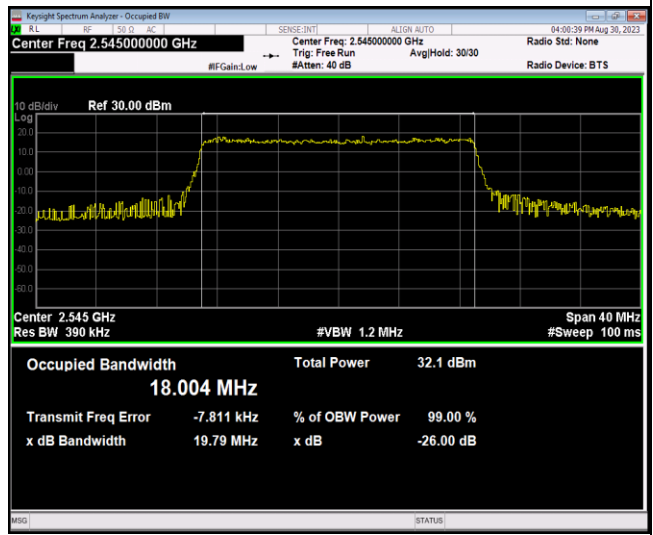 Keysight Spectrum Analyzer - Occupied BW
RL RF 50 Ω AC SENSE:INT ALIGN AUTO 04:00:39 PM Aug 30, 2023
Center Freq 2.545000000 GHz Center Freq: 2.545000000 GHz Radio Std: None
Trig: Free Run Avg|Hold: 30/30
#IFGain:Low #Atten: 40 dB Radio Device: BTS
10 dB/div Ref 30.00 dBm
Log
20.0
10.0
0.00
-10.0
-20.0
-30.0
-40.0
-50.0
-60.0
Center 2.545 GHz Span 40 MHz
Res BW 390 kHz #VBW 1.2 MHz #Sweep 100 ms
Occupied Bandwidth Total Power 32.1 dBm
18.004 MHz
Transmit Freq Error -7.811 kHz % of OBW Power 99.00 %
x dB Bandwidth 19.79 MHz x dB -26.00 dB
MSG STATUS